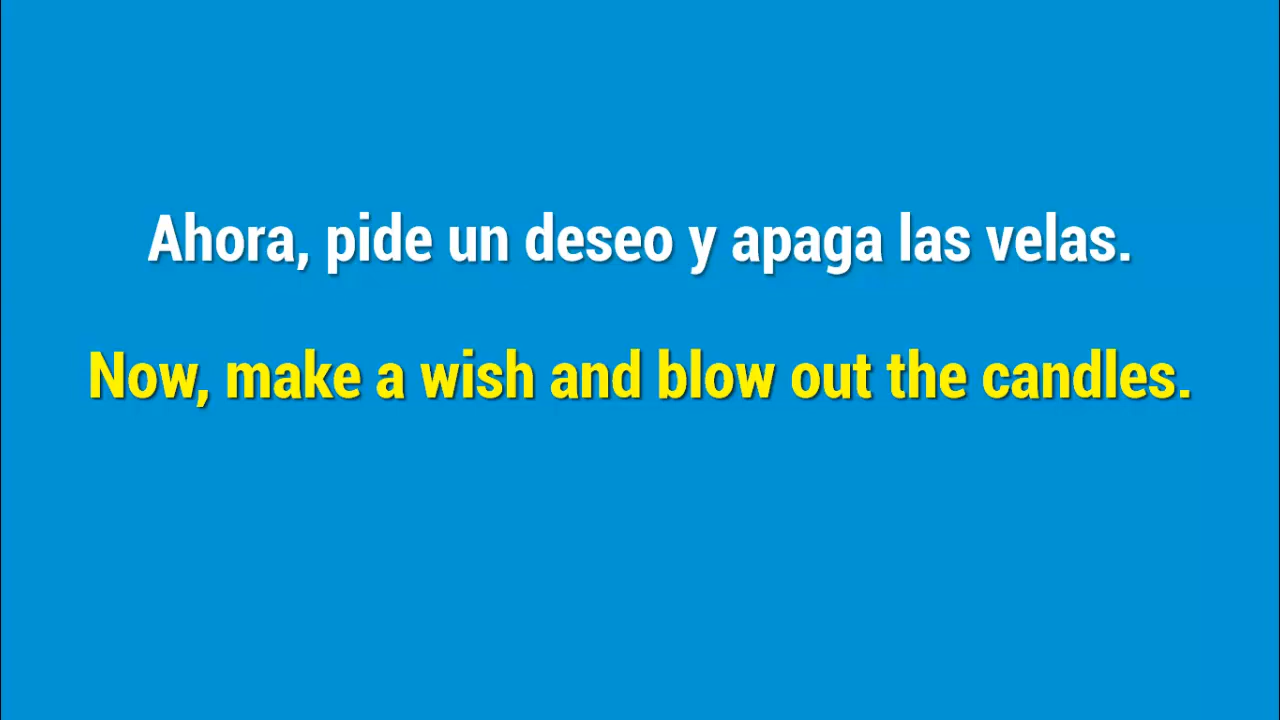 Ahora, pide un deseo y apaga las velas.
Now, make a wish and blow out the candles.